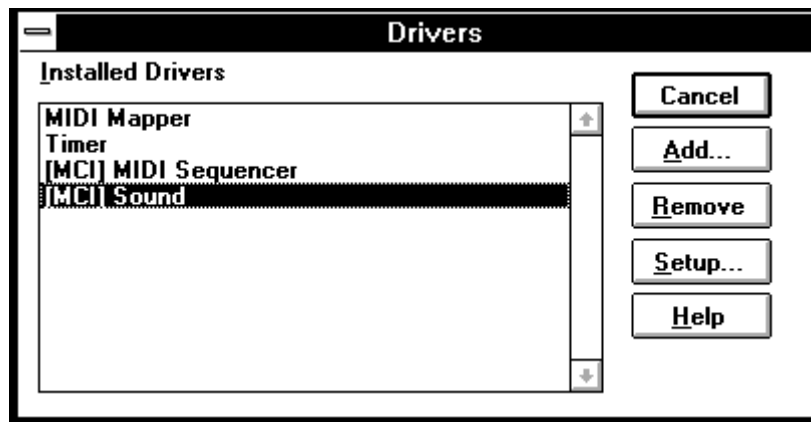 Drivers
Installed Drivers
MIDI Mapper
Timer
[MCI] MIDI Sequencer
[MCI] Sound
Cancel
Add...
Remove
Setup...
Help